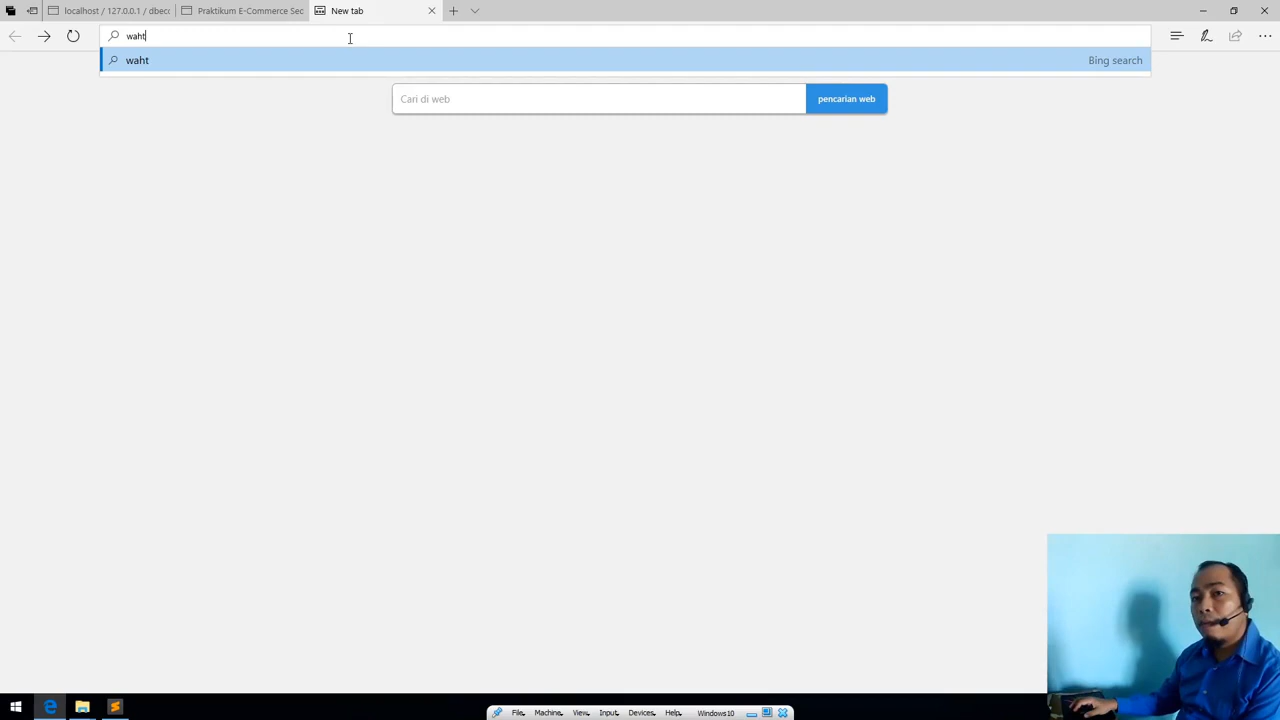 localhost / 127.0.0.1 / dbecc
Praktikum E-Commerce Sec
New tab
waht
waht
Bing search
Cari di web
pencarian web
File
Machine
View
Input
Devices
Help
Windows10